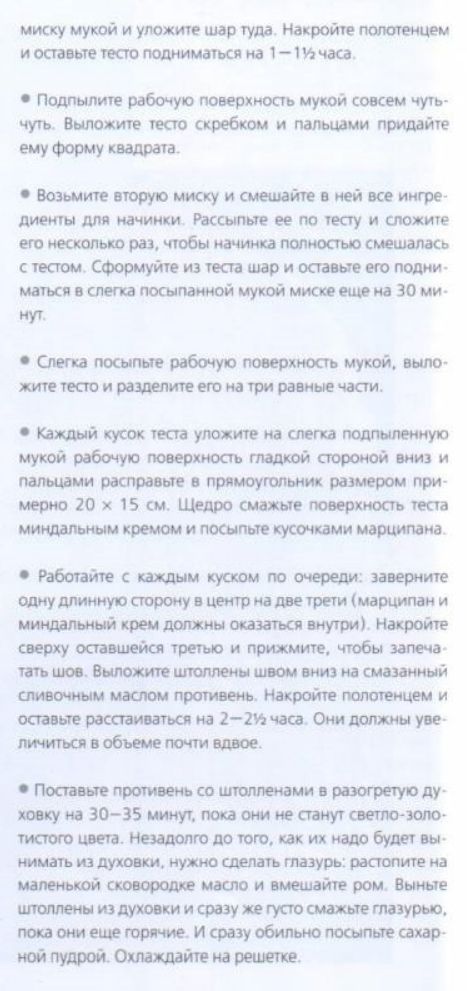 миску мукой и уложите шар туда. Накройте полотенцем
и оставьте тесто подниматься на 1—1½ часа.
● Подпылите рабочую поверхность мукой совсем чуть-
чуть. Выложите тесто скребком и пальцами придайте
ему форму квадрата.
● Возьмите вторую миску и смешайте в ней все ингре-
диенты для начинки. Рассыпьте ее по тесту и сложите
его несколько раз, чтобы начинка полностью смешалась
с тестом. Сформуйте из теста шар и оставьте его подни-
маться в слегка посыпанной мукой миске еще на 30 ми-
нут.
● Слегка посыпьте рабочую поверхность мукой, выло-
жите тесто и разделите его на три равные части.
● Каждый кусок теста уложите на слегка подпыленную
мукой рабочую поверхность гладкой стороной вниз и
пальцами расправьте в прямоугольник размером при-
мерно 20 × 15 см. Щедро смажьте поверхность теста
миндальным кремом и посыпьте кусочками марципана.
● Работайте с каждым куском по очереди: заверните
одну длинную сторону в центр на две трети (марципан и
миндальный крем должны оказаться внутри). Накройте
сверху оставшейся третью и прижмите, чтобы запеча-
тать шов. Выложите штоллены швом вниз на смазанный
сливочным маслом противень. Накройте полотенцем и
оставьте расстаиваться на 2—2½ часа. Они должны уве-
личиться в объеме почти вдвое.
● Поставьте противень со штолленами в разогретую ду-
ховку на 30—35 минут, пока они не станут светло-золо-
тистого цвета. Незадолго до того, как их надо будет вы-
нимать из духовки, нужно сделать глазурь: растопите на
маленькой сковородке масло и вмешайте ром. Выньте
штоллены из духовки и сразу же густо смажьте глазурью,
пока они еще горячие. И сразу обильно посыпьте сахар-
ной пудрой. Охлаждайте на решетке.